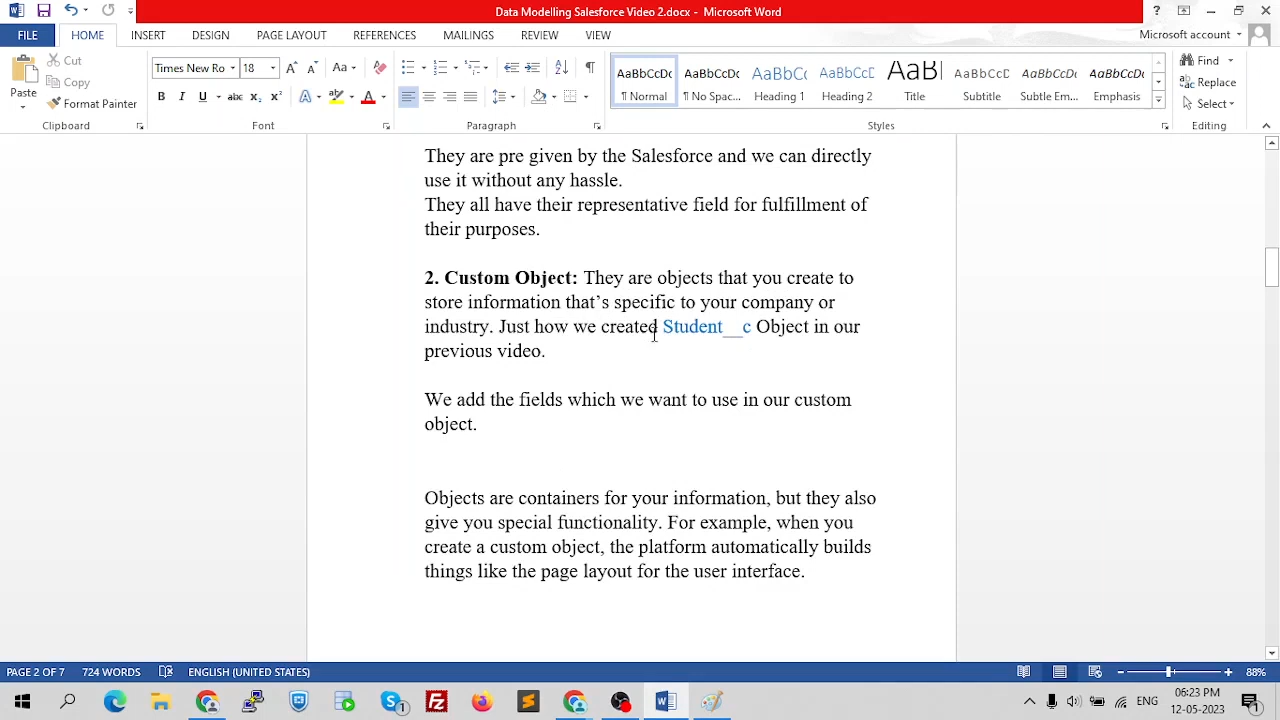 Data Modelling Salesforce Video 2.docx - Microsoft Word
FILE HOME INSERT DESIGN PAGE LAYOUT REFERENCES MAILINGS REVIEW VIEW Microsoft account
Paste
Cut
Copy
Format Painter
Clipboard
Times New Ro 18
Font
Paragraph
AaBbCcDc AaBbCcDc AaBbCc AaBbCcD AaBl AaBbCcD AaBbCcDc AaBbCcDc
¶ Normal ¶ No Spac... Heading 1 Heading 2 Title Subtitle Subtle Em... Emphasis
Styles
Find
Replace
Select
Editing
They are pre given by the Salesforce and we can directly
use it without any hassle.
They all have their representative field for fulfillment of
their purposes.
2. Custom Object: They are objects that you create to
store information that's specific to your company or
industry. Just how we created Student__c Object in our
previous video.
We add the fields which we want to use in our custom
object.
Objects are containers for your information, but they also
give you special functionality. For example, when you
create a custom object, the platform automatically builds
things like the page layout for the user interface.
PAGE 2 OF 7 724 WORDS ENGLISH (UNITED STATES) 88%
ENG 06:23 PM
12-05-2023